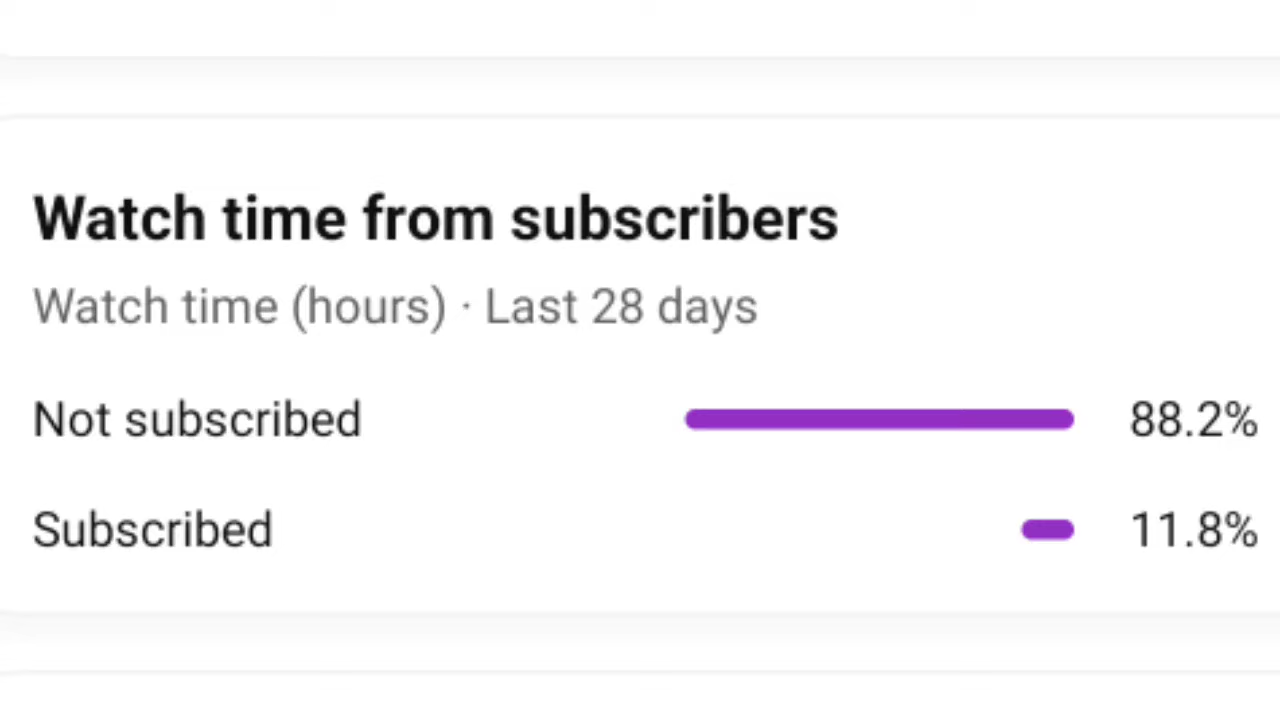 Watch time from subscribers
Watch time (hours) · Last 28 days
Not subscribed 88.2%
Subscribed 11.8%